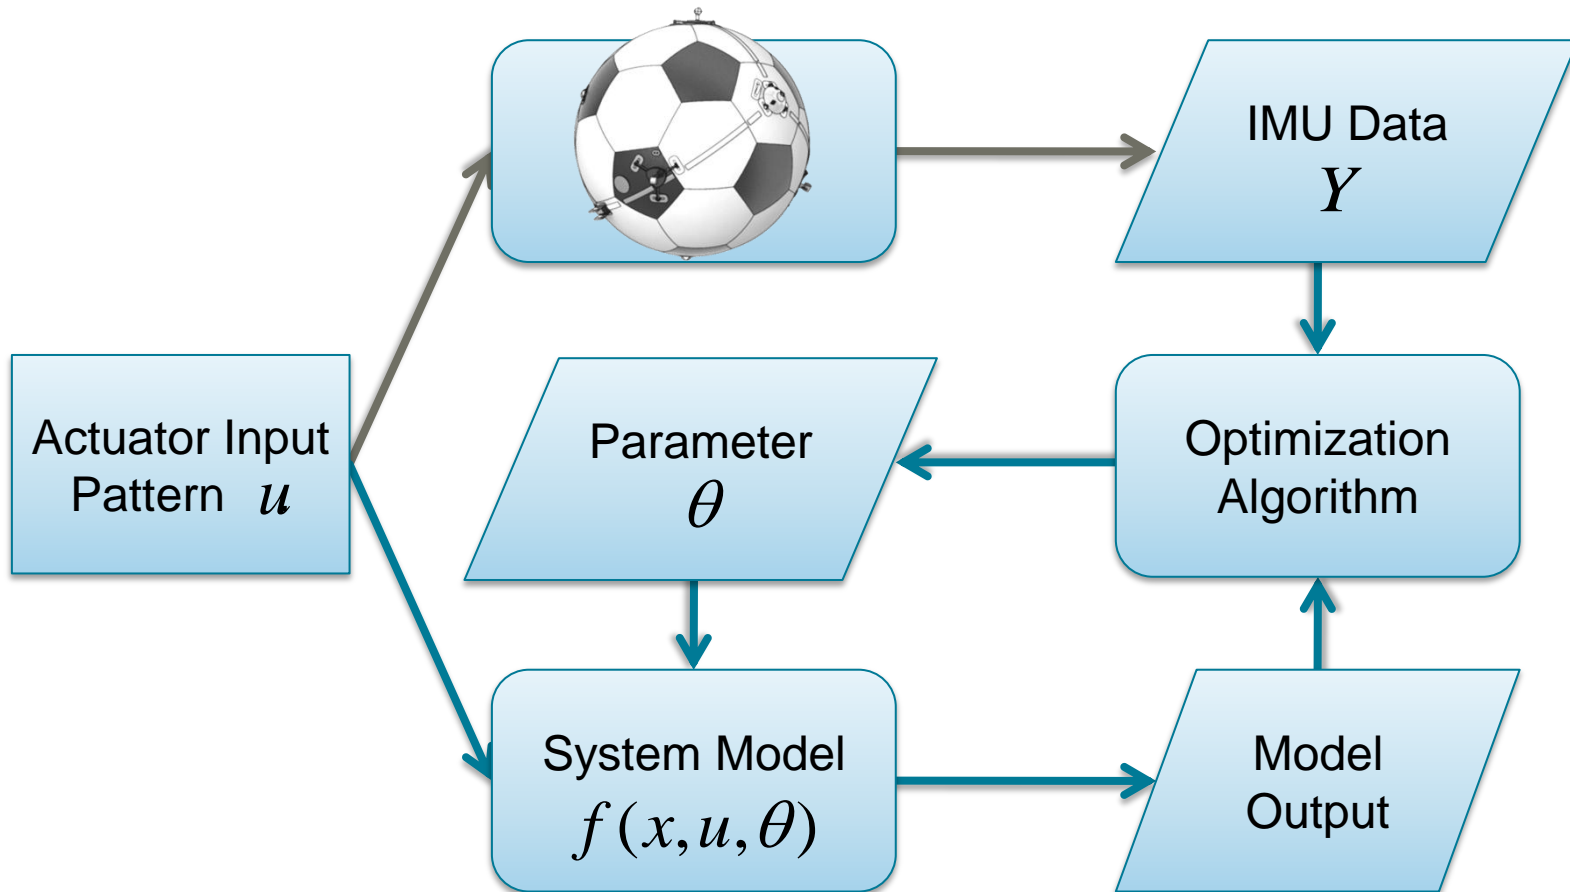 IMU Data
Y
Actuator Input
Pattern u
Parameter
θ
Optimization
Algorithm
System Model
f(x,u,θ)
Model
Output